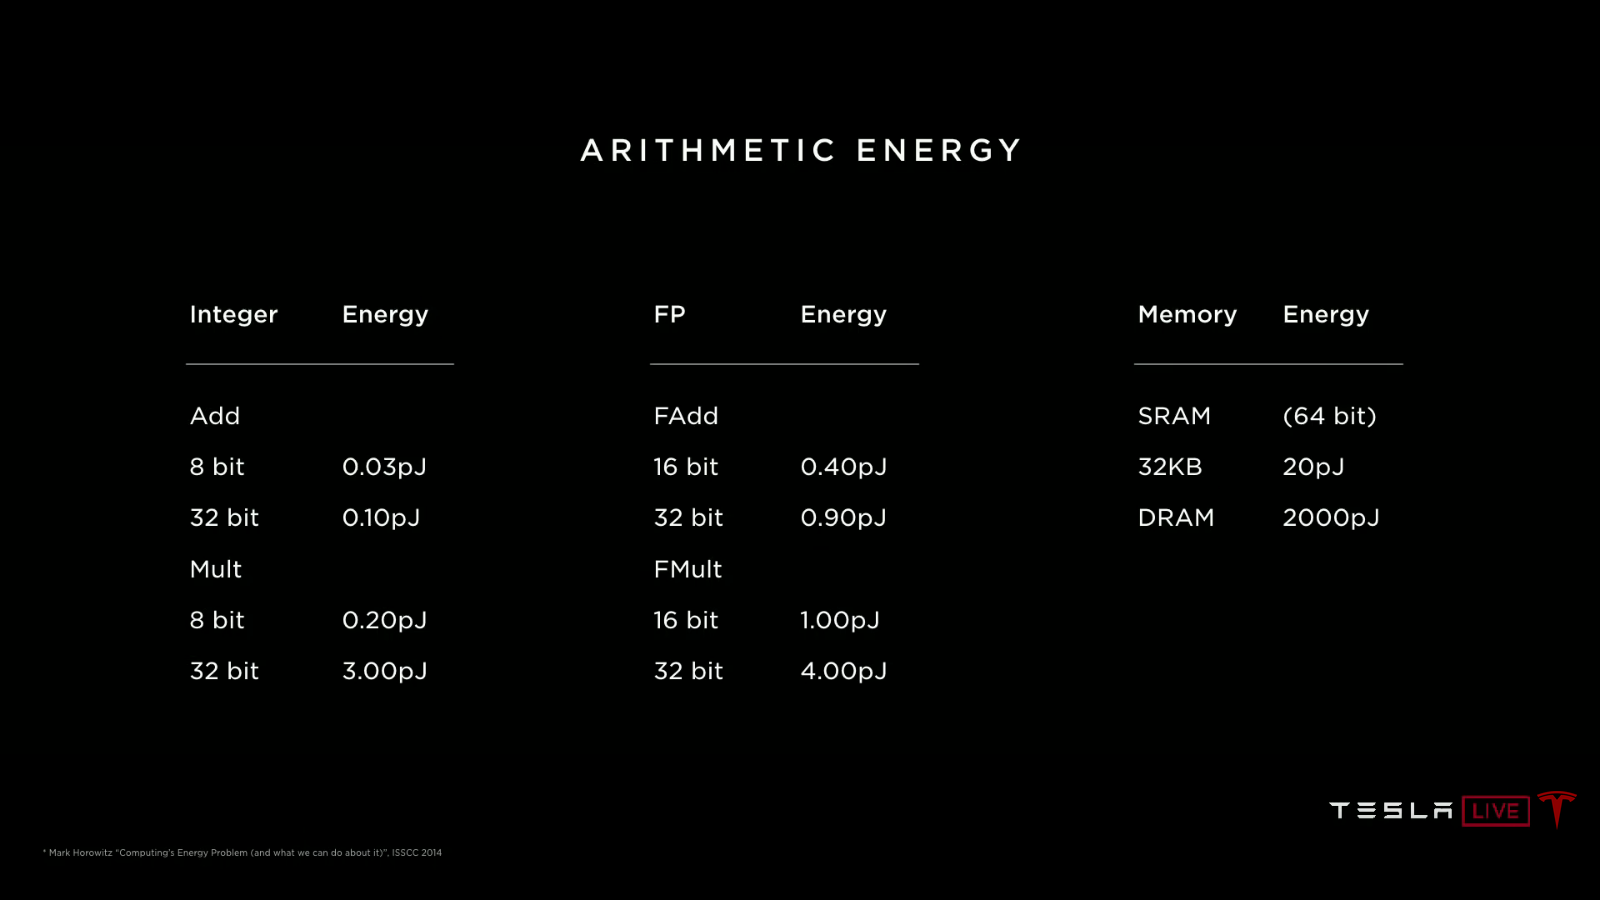 ARITHMETIC ENERGY
Integer Energy
Add
8 bit 0.03pJ
32 bit 0.10pJ
Mult
8 bit 0.20pJ
32 bit 3.00pJ
FP Energy
FAdd
16 bit 0.40pJ
32 bit 0.90pJ
FMult
16 bit 1.00pJ
32 bit 4.00pJ
Memory Energy
SRAM (64 bit)
32KB 20pJ
DRAM 2000pJ
TESLA LIVE
* Mark Horowitz "Computing's Energy Problem (and what we can do about it)", ISSCC 2014